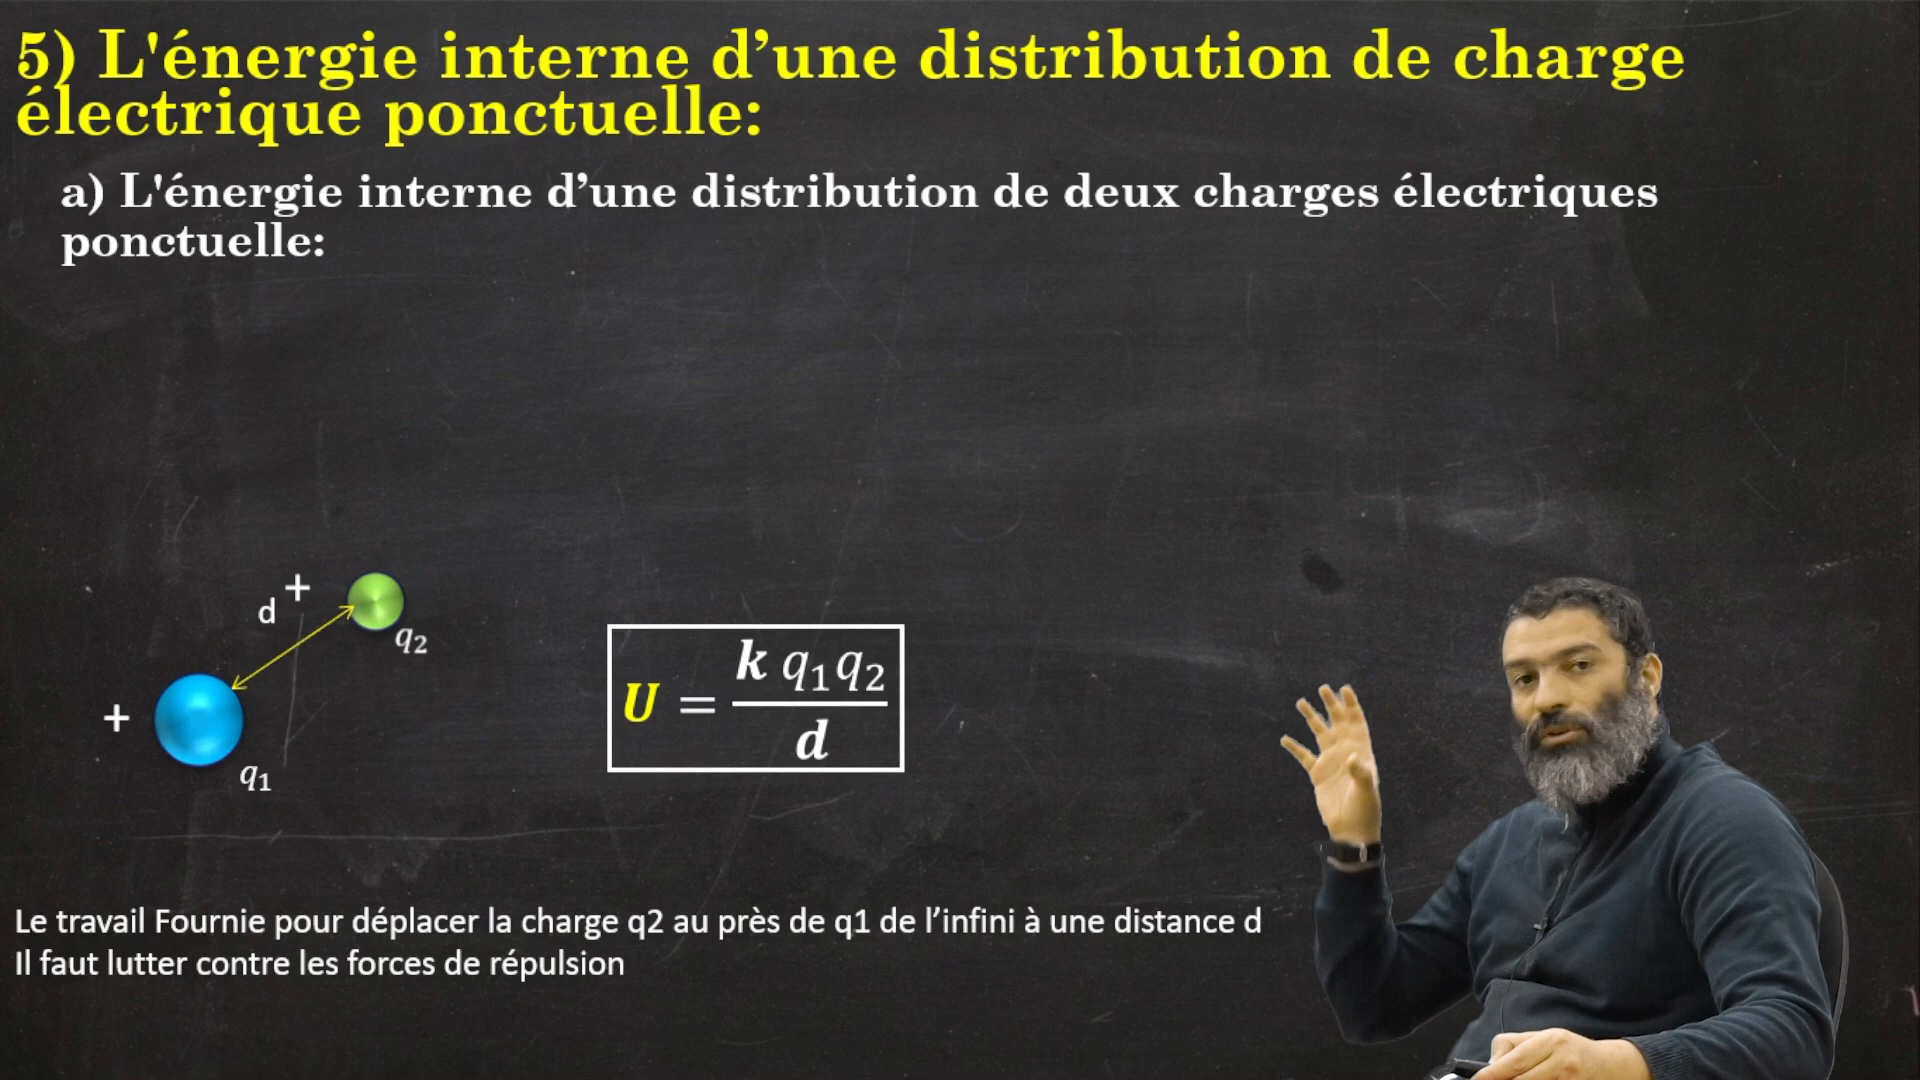 5) L'énergie interne d’une distribution de charge
électrique ponctuelle:
a) L'énergie interne d’une distribution de deux charges électriques
ponctuelle:
d +
q₂
+
q₁
U = k q₁q₂ / d
Le travail Fournie pour déplacer la charge q2 au près de q1 de l’infini à une distance d
Il faut lutter contre les forces de répulsion